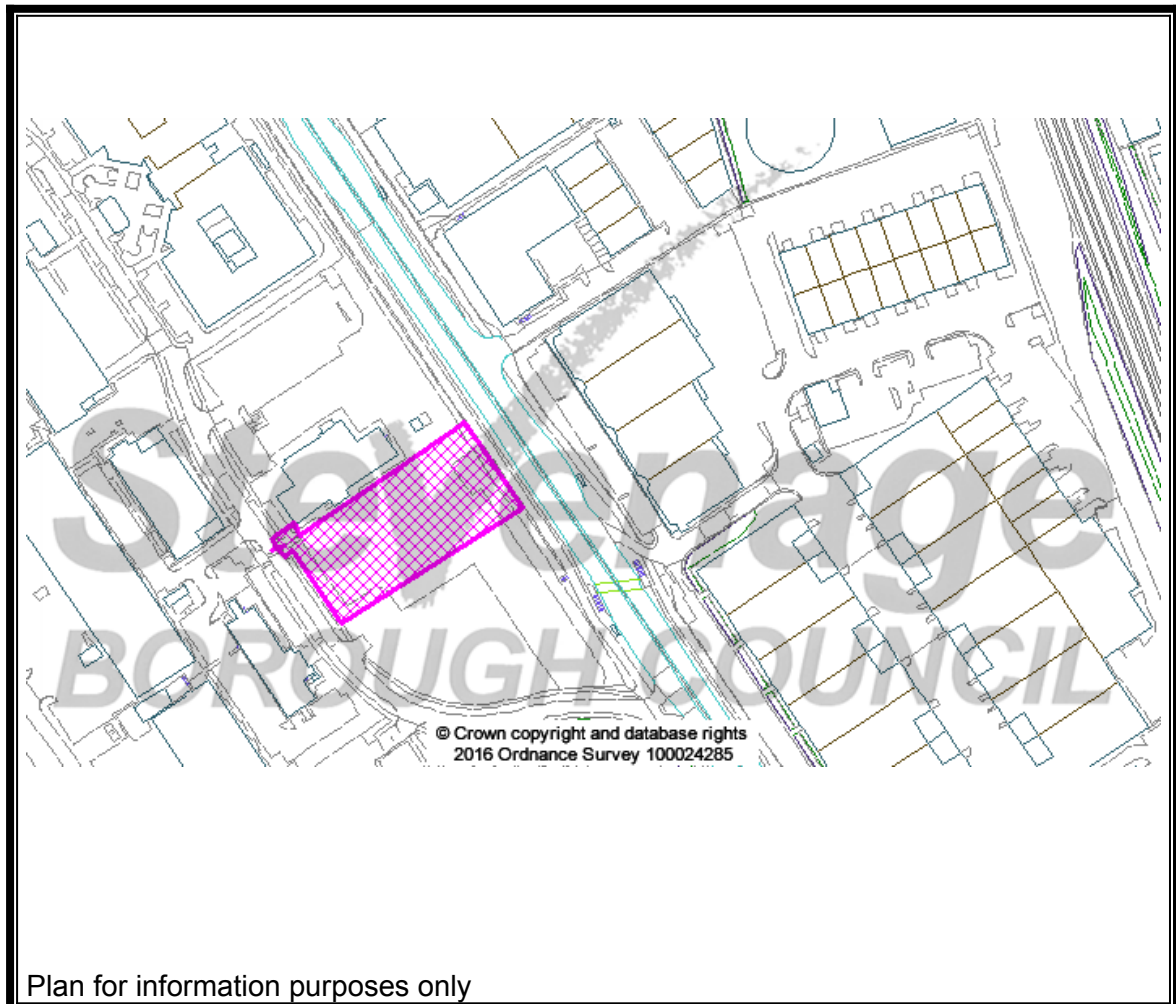 Stevenage
BOROUGH COUNCIL
© Crown copyright and database rights
2016 Ordnance Survey 100024285
Plan for information purposes only